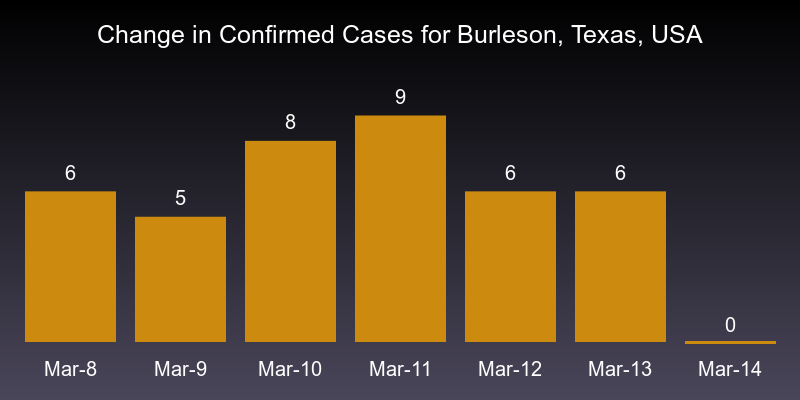 Change in Confirmed Cases for Burleson, Texas, USA
6
5
8
9
6
6
0
Mar-8
Mar-9
Mar-10
Mar-11
Mar-12
Mar-13
Mar-14